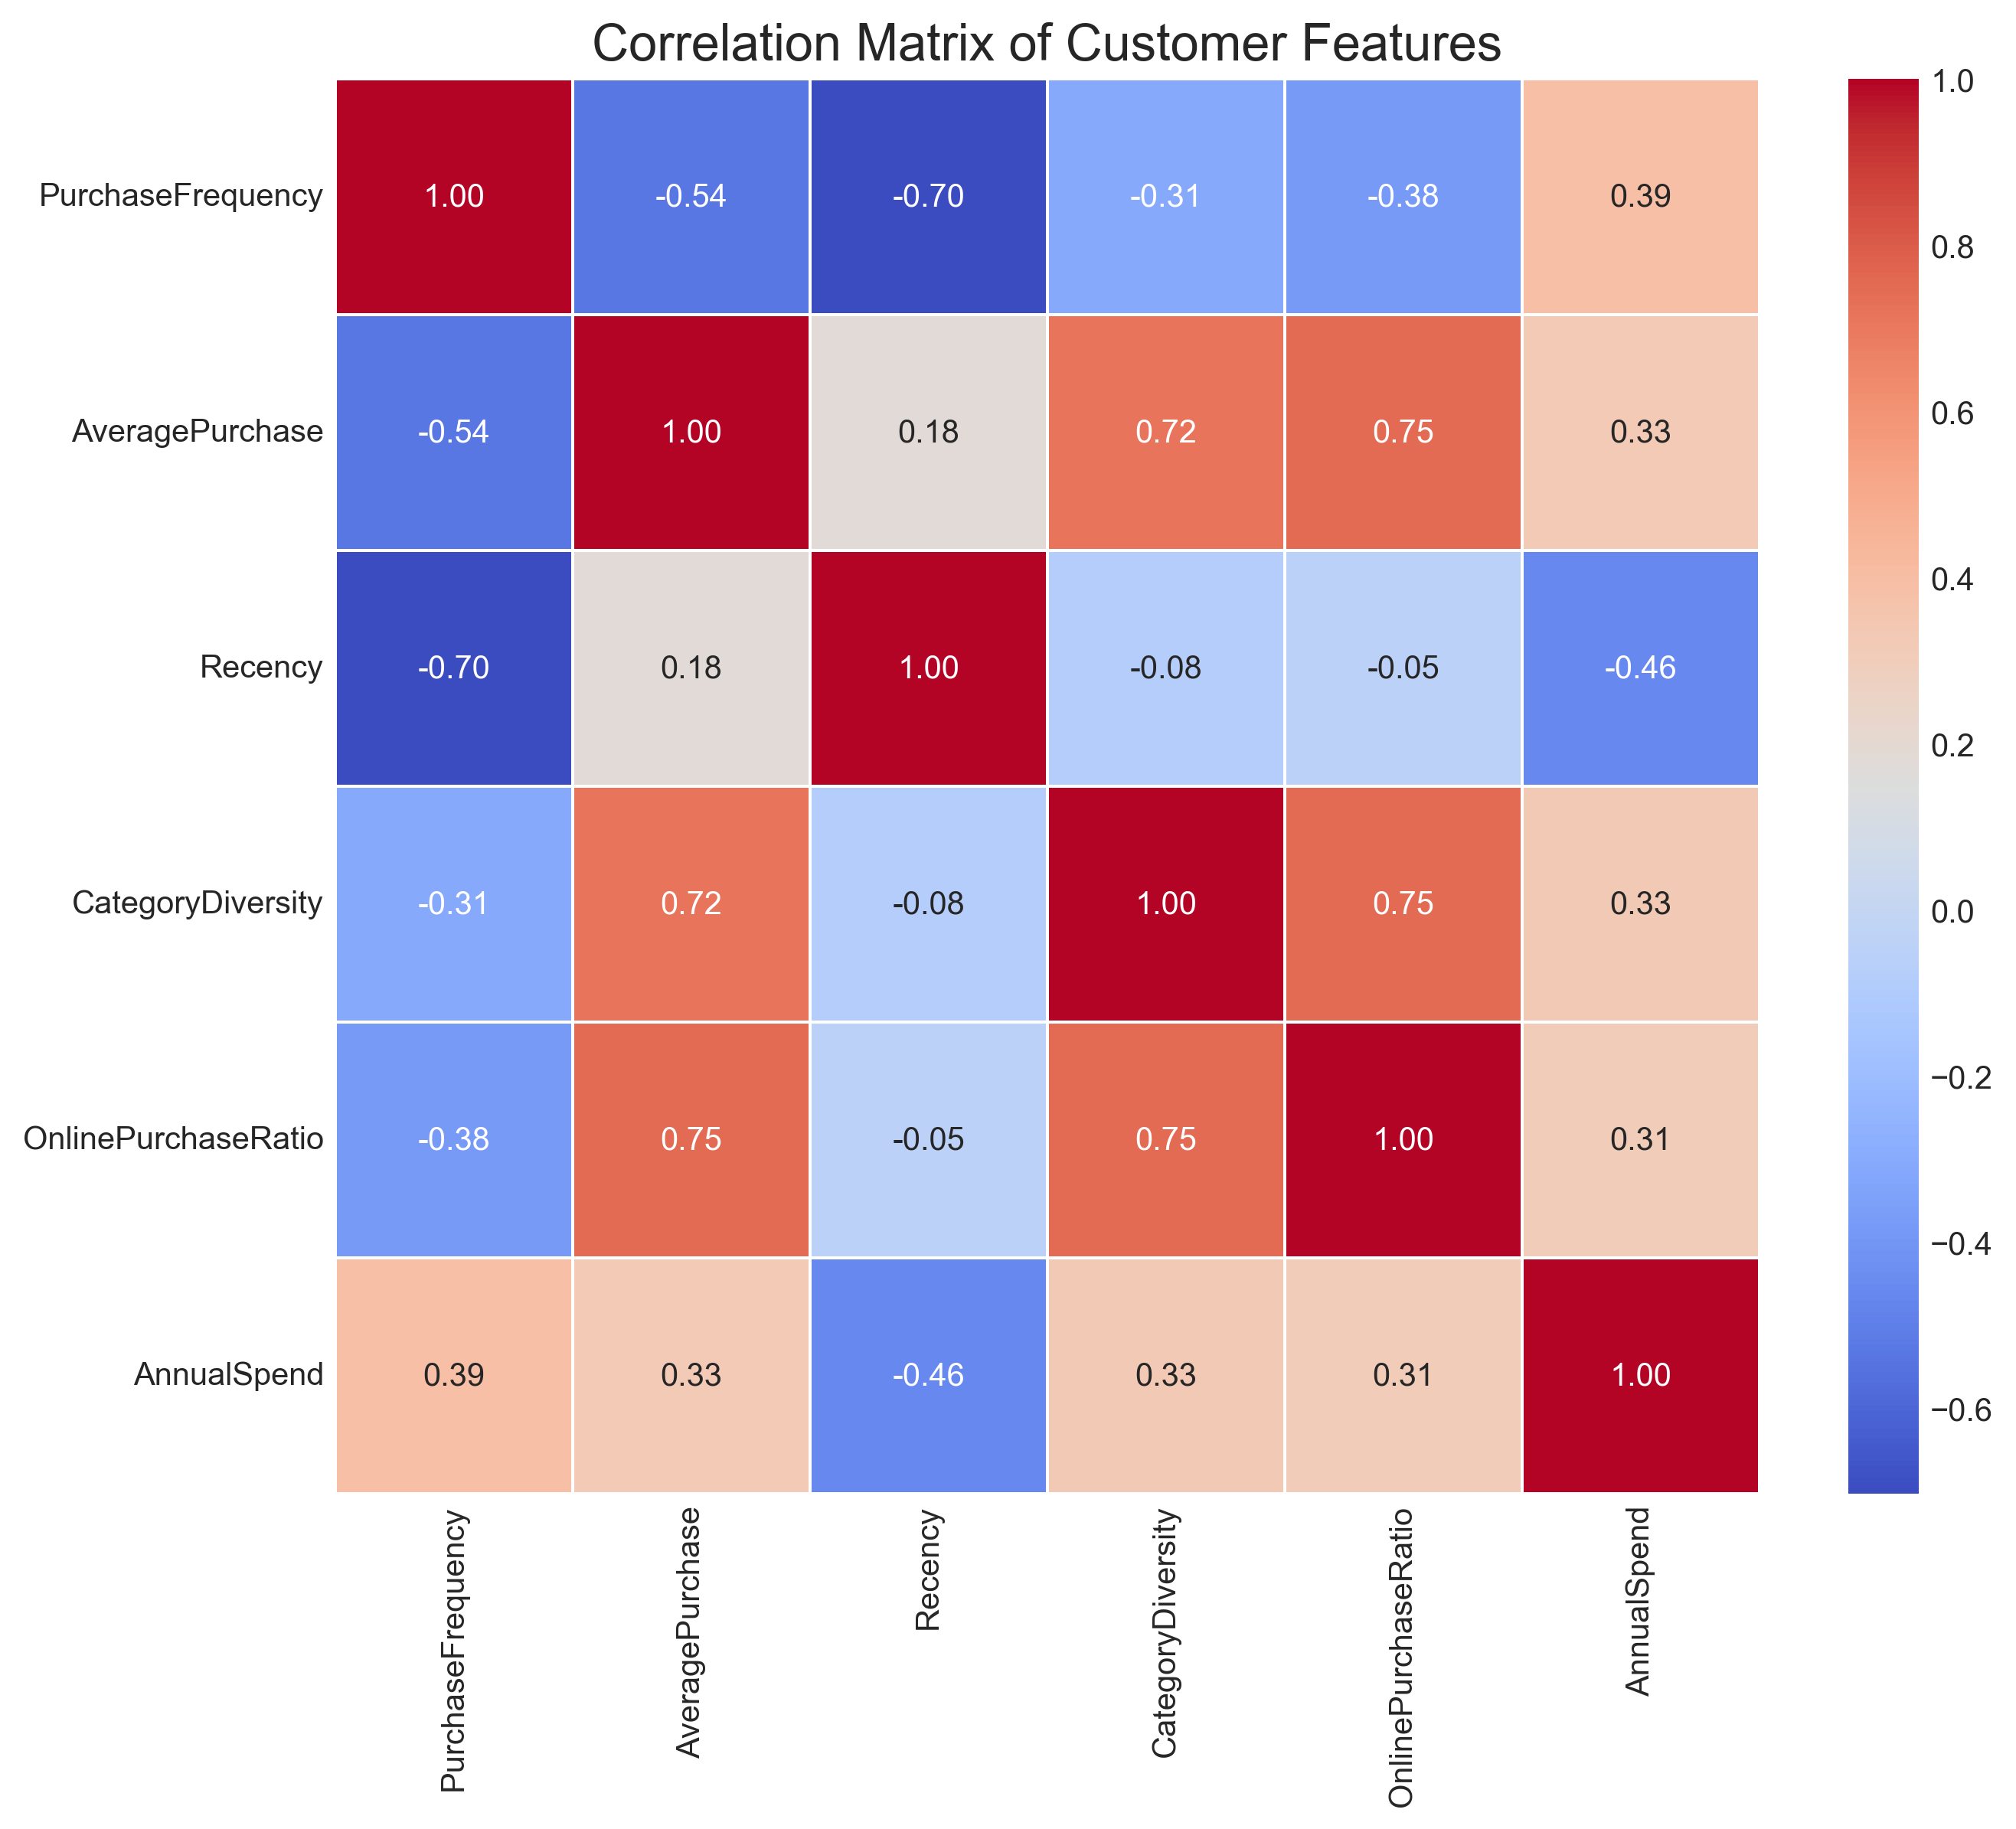 Correlation Matrix of Customer Features
PurchaseFrequency 1.00 -0.54 -0.70 -0.31 -0.38 0.39
AveragePurchase -0.54 1.00 0.18 0.72 0.75 0.33
Recency -0.70 0.18 1.00 -0.08 -0.05 -0.46
CategoryDiversity -0.31 0.72 -0.08 1.00 0.75 0.33
OnlinePurchaseRatio -0.38 0.75 -0.05 0.75 1.00 0.31
AnnualSpend 0.39 0.33 -0.46 0.33 0.31 1.00
PurchaseFrequency
AveragePurchase
Recency
CategoryDiversity
OnlinePurchaseRatio
AnnualSpend
1.0
0.8
0.6
0.4
0.2
0.0
−0.2
−0.4
−0.6